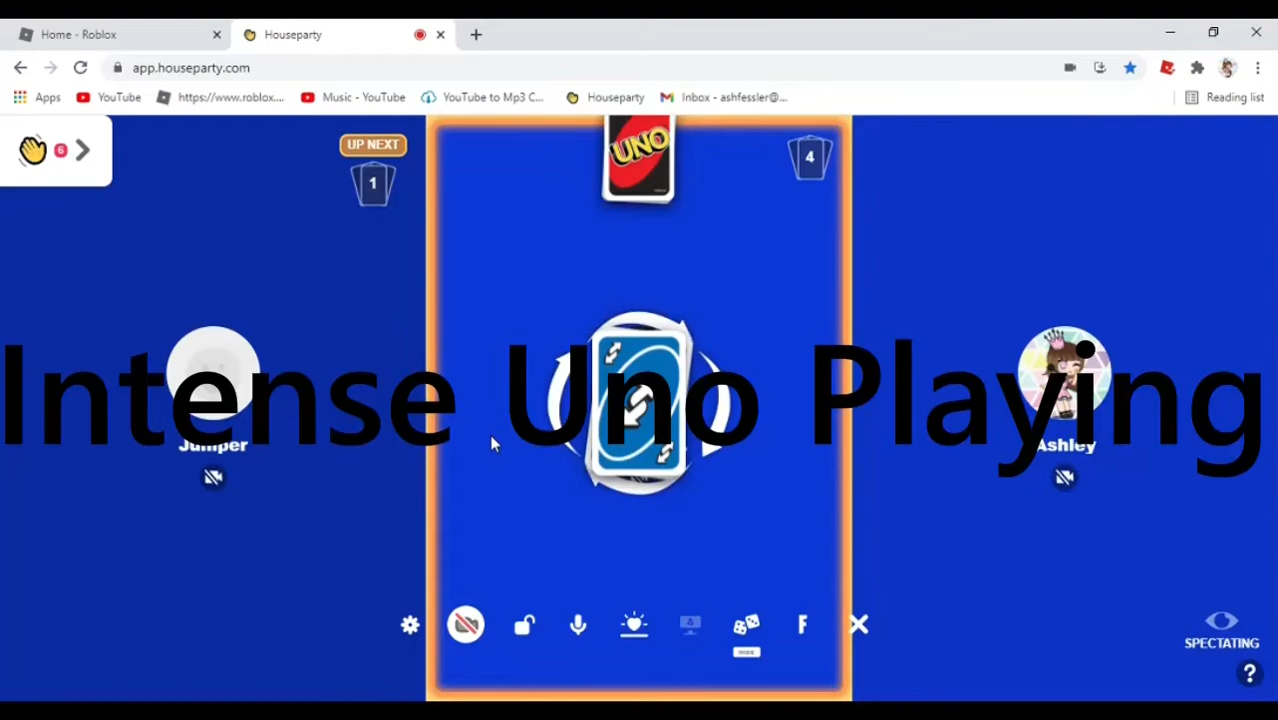 Home - Roblox
Houseparty
app.houseparty.com
Apps
YouTube
https://www.roblox....
Music - YouTube
YouTube to Mp3 C...
Houseparty
Inbox - ashfessler@...
Reading list
6
UP NEXT
1
UNO
4
Intense Uno Playing
Jumper
Ashley
F
SPECTATING
?